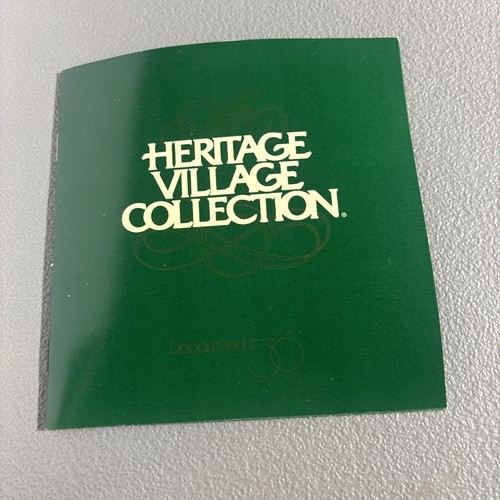 HERITAGE
VILLAGE
COLLECTION®
Department 56